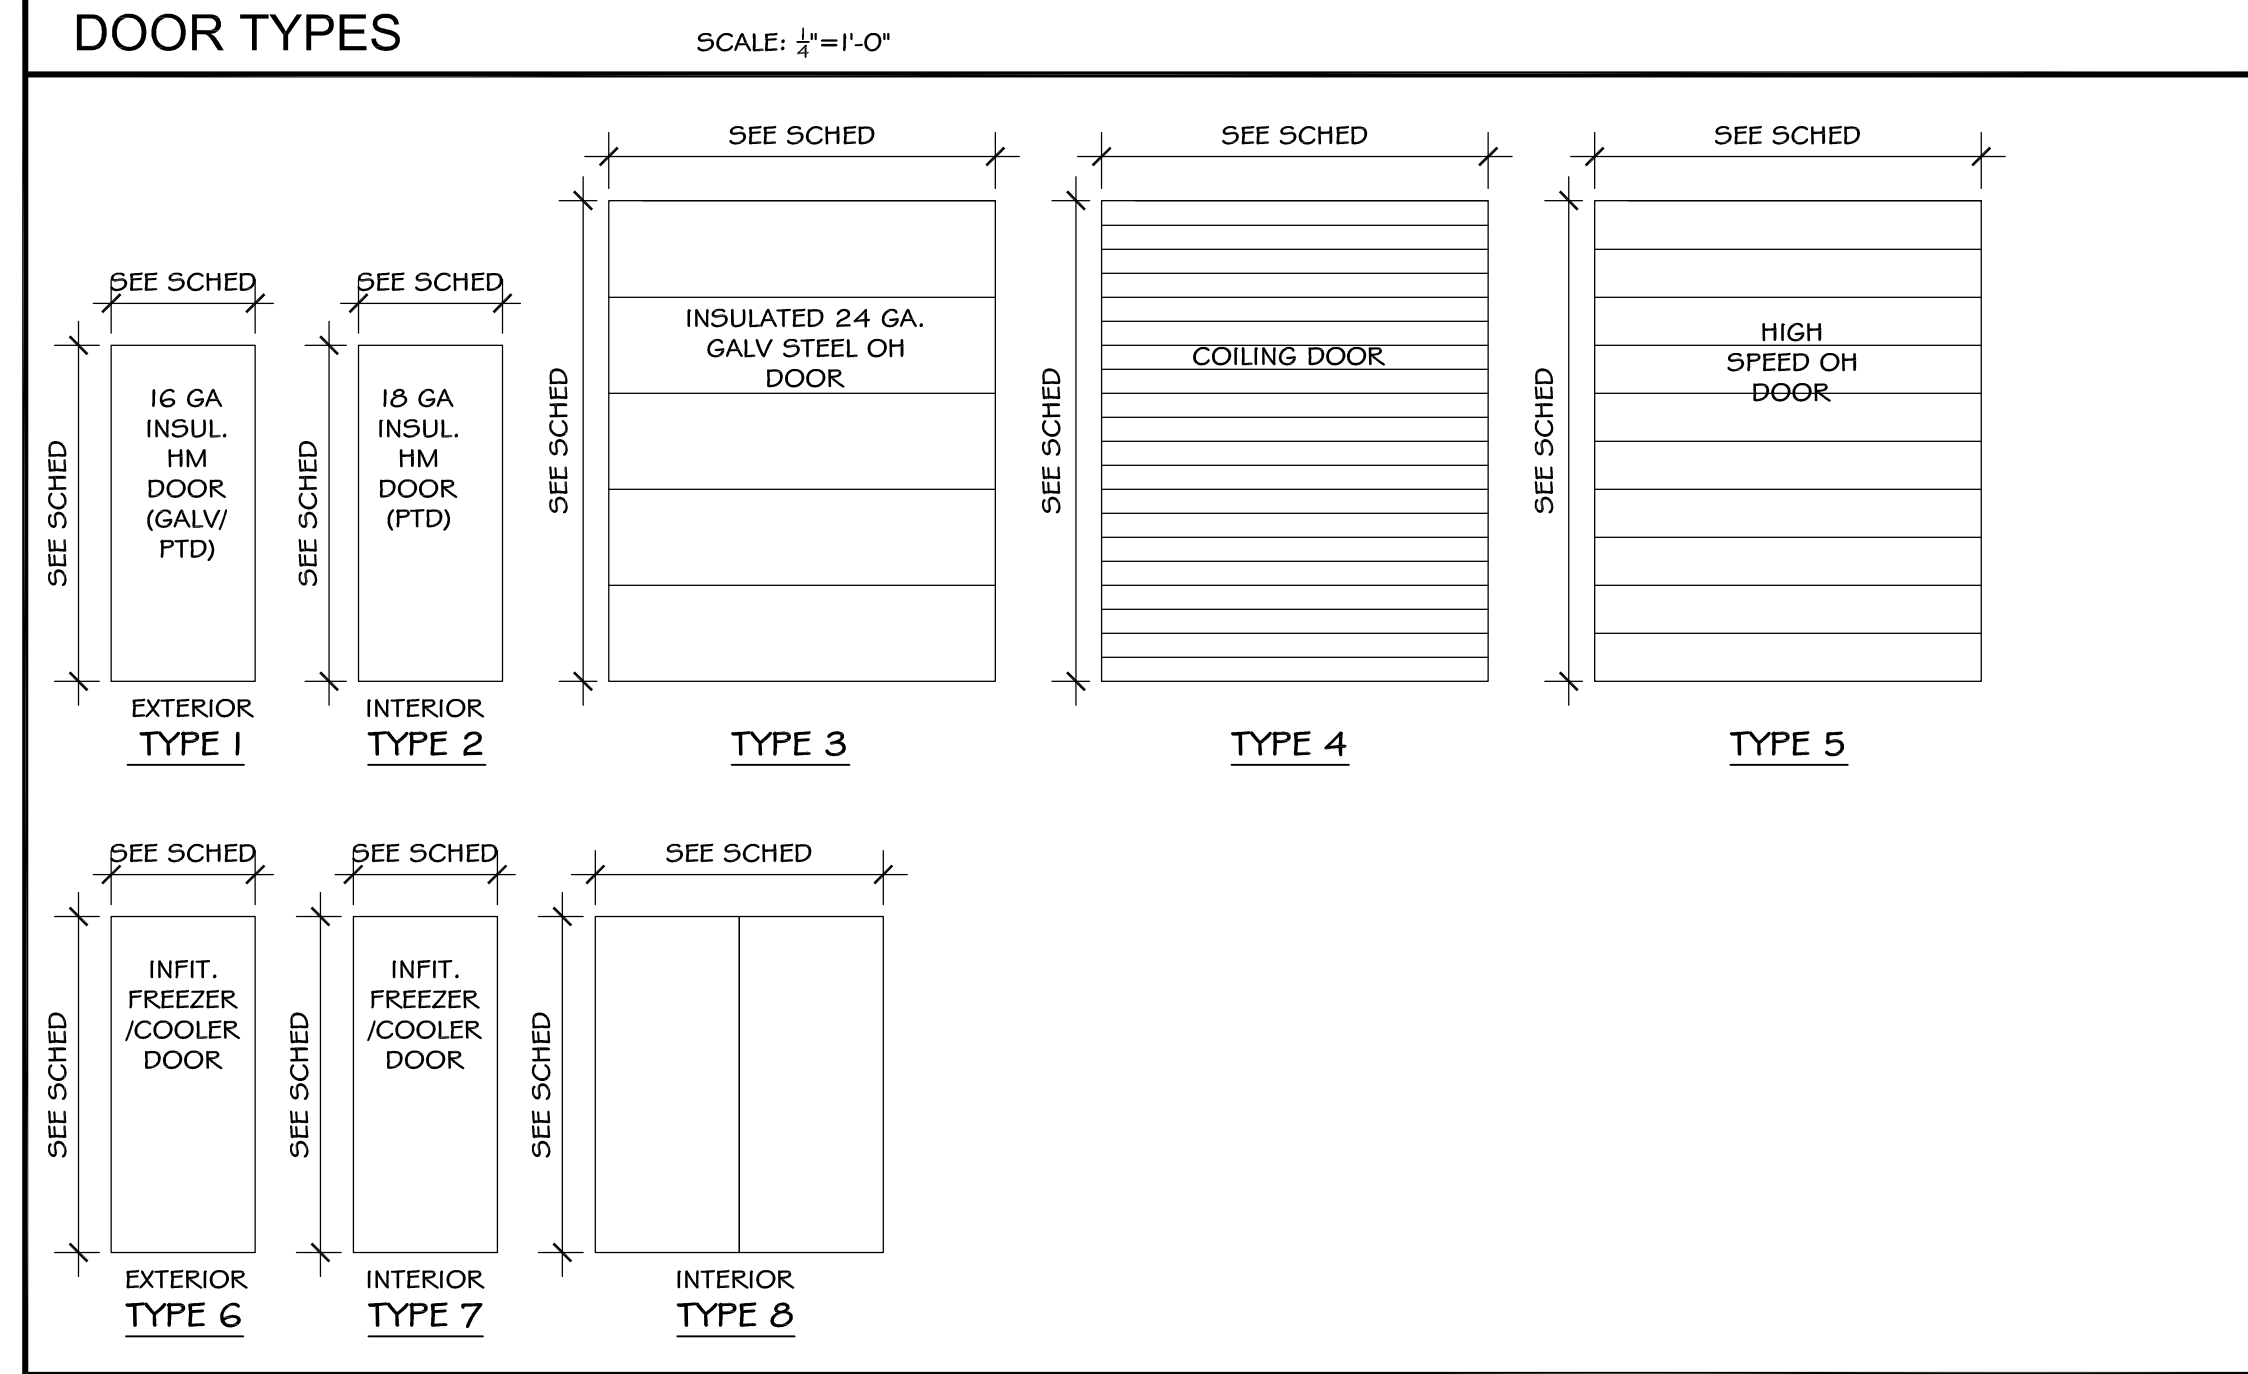 DOOR TYPES
SCALE: 1/4"=1'-0"
SEE SCHED
SEE SCHED
16 GA
INSUL.
HM
DOOR
(GALV/
PTD)
EXTERIOR
TYPE 1
SEE SCHED
SEE SCHED
18 GA
INSUL.
HM
DOOR
(PTD)
INTERIOR
TYPE 2
SEE SCHED
SEE SCHED
INSULATED 24 GA.
GALV STEEL OH
DOOR
TYPE 3
SEE SCHED
SEE SCHED
COILING DOOR
TYPE 4
SEE SCHED
SEE SCHED
HIGH
SPEED OH
DOOR
TYPE 5
SEE SCHED
SEE SCHED
INFIT.
FREEZER
/COOLER
DOOR
EXTERIOR
TYPE 6
SEE SCHED
SEE SCHED
INFIT.
FREEZER
/COOLER
DOOR
INTERIOR
TYPE 7
SEE SCHED
SEE SCHED
INTERIOR
TYPE 8